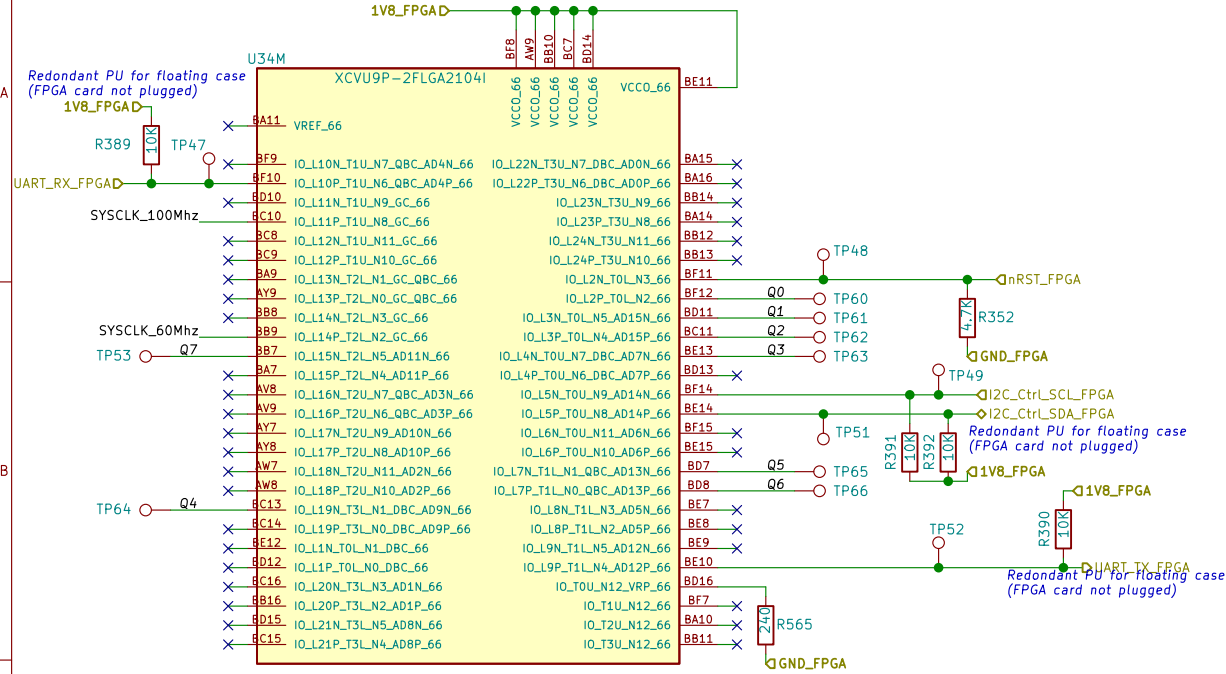 1V8_FPGA
BF8
AW9
BB10
BC7
BD14
U34M
XCVU9P-2FLGA2104I
Redondant PU for floating case
(FPGA card not plugged)
A
1V8_FPGA
R389
10K
TP47
UART_RX_FPGA
SYSCLK_100Mhz
SYSCLK_60Mhz
TP53
Q7
B
TP64
Q4
VCCO_66
VCCO_66
VCCO_66
VCCO_66
VCCO_66
VCCO_66
BE11
BA11
VREF_66
BF9
IO_L10N_T1U_N7_QBC_AD4N_66
BF10
IO_L10P_T1U_N6_QBC_AD4P_66
BD10
IO_L11N_T1U_N9_GC_66
BC10
IO_L11P_T1U_N8_GC_66
BC8
IO_L12N_T1U_N11_GC_66
BC9
IO_L12P_T1U_N10_GC_66
BA9
IO_L13N_T2L_N1_GC_QBC_66
AY9
IO_L13P_T2L_N0_GC_QBC_66
BB8
IO_L14N_T2L_N3_GC_66
BB9
IO_L14P_T2L_N2_GC_66
BB7
IO_L15N_T2L_N5_AD11N_66
BA7
IO_L15P_T2L_N4_AD11P_66
AV8
IO_L16N_T2U_N7_QBC_AD3N_66
AV9
IO_L16P_T2U_N6_QBC_AD3P_66
AY7
IO_L17N_T2U_N9_AD10N_66
AY8
IO_L17P_T2U_N8_AD10P_66
AW7
IO_L18N_T2U_N11_AD2N_66
AW8
IO_L18P_T2U_N10_AD2P_66
BC13
IO_L19N_T3L_N1_DBC_AD9N_66
BC14
IO_L19P_T3L_N0_DBC_AD9P_66
BE12
IO_L1N_T0L_N1_DBC_66
BD12
IO_L1P_T0L_N0_DBC_66
BC16
IO_L20N_T3L_N3_AD1N_66
BB16
IO_L20P_T3L_N2_AD1P_66
BD15
IO_L21N_T3L_N5_AD8N_66
BC15
IO_L21P_T3L_N4_AD8P_66
IO_L22N_T3U_N7_DBC_AD0N_66
BA15
IO_L22P_T3U_N6_DBC_AD0P_66
BA16
IO_L23N_T3U_N9_66
BB14
IO_L23P_T3U_N8_66
BA14
IO_L24N_T3U_N11_66
BB12
IO_L24P_T3U_N10_66
BB13
IO_L2N_T0L_N3_66
BF11
IO_L2P_T0L_N2_66
BF12
Q0
TP60
IO_L3N_T0L_N5_AD15N_66
BD11
Q1
TP61
IO_L3P_T0L_N4_AD15P_66
BC11
Q2
TP62
IO_L4N_T0U_N7_DBC_AD7N_66
BE13
Q3
TP63
IO_L4P_T0U_N6_DBC_AD7P_66
BD13
IO_L5N_T0U_N9_AD14N_66
BF14
IO_L5P_T0U_N8_AD14P_66
BE14
IO_L6N_T0U_N11_AD6N_66
BF15
IO_L6P_T0U_N10_AD6P_66
BE15
IO_L7N_T1L_N1_QBC_AD13N_66
BD7
Q5
TP65
IO_L7P_T1L_N0_QBC_AD13P_66
BD8
Q6
TP66
IO_L8N_T1L_N3_AD5N_66
BE7
IO_L8P_T1L_N2_AD5P_66
BE8
IO_L9N_T1L_N5_AD12N_66
BE9
IO_L9P_T1L_N4_AD12P_66
BE10
IO_T0U_N12_VRP_66
BD16
IO_T1U_N12_66
BF7
IO_T2U_N12_66
BA10
IO_T3U_N12_66
BB11
TP48
nRST_FPGA
4.7K
R352
GND_FPGA
TP49
I2C_Ctrl_SCL_FPGA
I2C_Ctrl_SDA_FPGA
TP51
R391
10K
R392
10K
Redondant PU for floating case
(FPGA card not plugged)
1V8_FPGA
1V8_FPGA
R390
10K
TP52
UART_TX_FPGA
Redondant PU for floating case
(FPGA card not plugged)
240
R565
GND_FPGA